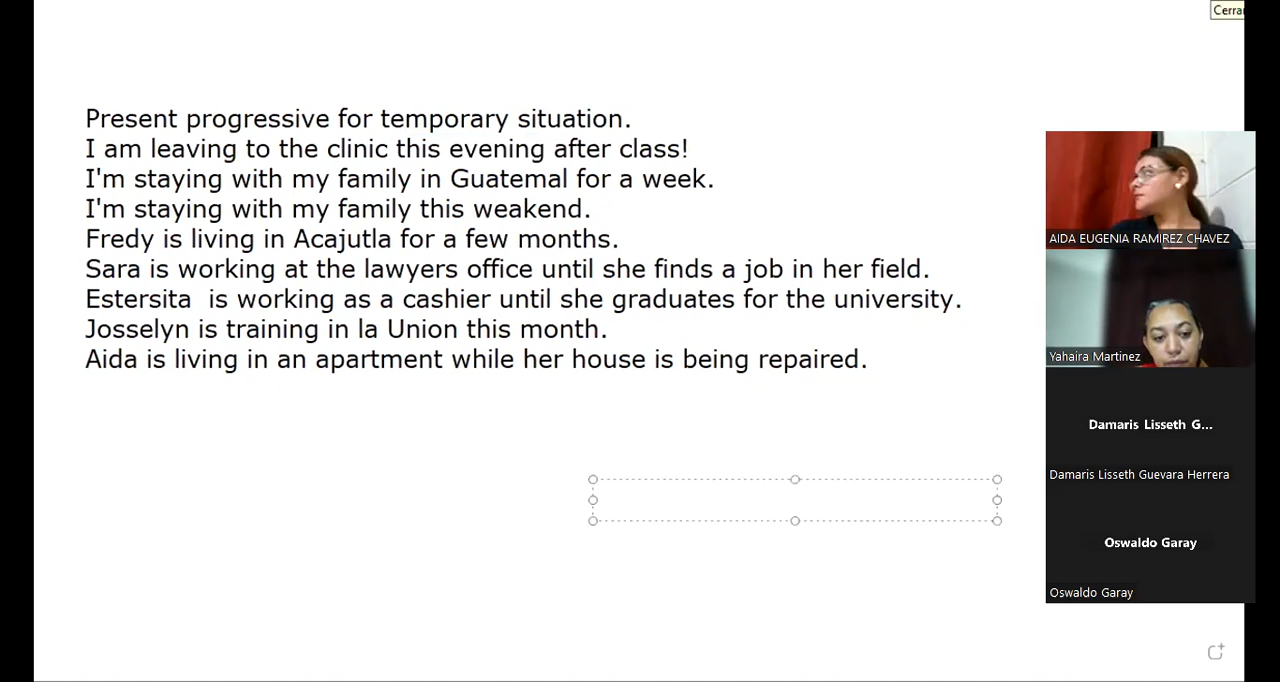 Cerrar
Present progressive for temporary situation.
I am leaving to the clinic this evening after class!
I'm staying with my family in Guatemal for a week.
I'm staying with my family this weakend.
Fredy is living in Acajutla for a few months.
Sara is working at the lawyers office until she finds a job in her field.
Estersita  is working as a cashier until she graduates for the university.
Josselyn is training in la Union this month.
Aida is living in an apartment while her house is being repaired.
AIDA EUGENIA RAMIREZ CHAVEZ
Yahaira Martinez
Damaris Lisseth G...
Damaris Lisseth Guevara Herrera
Oswaldo Garay
Oswaldo Garay